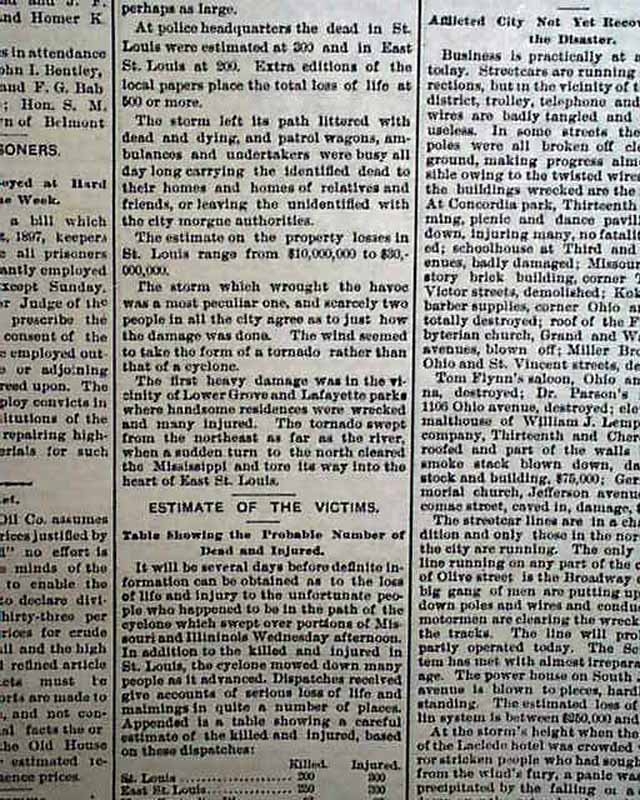 and Homer K
s in attendance
ohn I. Bentley,
and F. G. Bab
; Hon. S. M.
n of Belmont
SONERS.
oyed at Hard
e Week.
a bill which
t, 1897, keepers
e all prisoners
antly employed
xcept Sunday.
r Judge of the
prescribe the
consent of the
e employed out-
e or adjoining
reed upon. The
ploy convicts in
itutions of the
repairing high-
erials for such
et.
Oil Co. assumes
rices justified by
l" no effort is
e minds of the
to enable the
to declare divi-
thirty-three per
rices for crude
il and the high
l refined article
cts must be
orts are made to
s, and not con-
al facts the or
the Old House
estimated re-
ence prices.
perhaps as large.
At police headquarters the dead in St.
Louis were estimated at 300 and in East
St. Louis at 200. Extra editions of the
local papers place the total loss of life at
500 or more.
The storm left its path littered with
dead and dying, and patrol wagons, am-
bulances and undertakers were busy all
day long carrying the identified dead to
their homes and homes of relatives and
friends, or leaving the unidentified with
the city morgue authorities.
The estimate on the property losses in
St. Louis range from $10,000,000 to $30,-
000,000.
The storm which wrought the havoc
was a most peculiar one, and scarcely two
people in all the city agree as to just how
the damage was done. The wind seemed
to take the form of a tornado rather than
that of a cyclone.
The first heavy damage was in the vi-
cinity of Lower Grove and Lafayette parks
where handsome residences were wrecked
and many injured. The tornado swept
from the northeast as far as the river,
when a sudden turn to the north cleared
the Mississippi and tore its way into the
heart of East St. Louis.
ESTIMATE OF THE VICTIMS.
Table Showing the Probable Number of
Dead and Injured.
It will be several days before definite in-
formation can be obtained as to the loss
of life and injury to the unfortunate peo-
ple who happened to be in the path of the
cyclone which swept over portions of Mis-
souri and Illininois Wednesday afternoon.
In addition to the killed and injured in
St. Louis, the cyclone mowed down many
people as it advanced. Dispatches received
give accounts of serious loss of life and
maimings in quite a number of places.
Appended is a table showing a careful
estimate of the killed and injured, based
on these dispatches:
Killed. Injured.
St. Louis .................. 200 300
East St. Louis.............. 250 300
Afflicted City Not Yet Reco
the Disaster.
Business is practically at a
today. Streetcars are running
rections, but in the vicinity of t
district, trolley, telephone and
wires are badly tangled and
useless. In some streets the
poles were all broken off cle
ground, making progress alm
sible owing to the twisted wires
the buildings wrecked are the
At Concordia park, Thirteenth
ming, picnic and dance pavil
down, injuring many, no fatalit
ed; schoolhouse at Third and
enues, badly damaged; Missour
story brick building, corner T
Victor streets, demolished; Kok
barber supplies, corner Ohio an
totally destroyed; roof of the F
byterian church, Grand and Wa
avenues, blown off; Miller Bro
Ohio and St. Vincent streets, de
Tom Flynn's saloon, Ohio an
na, destroyed; Dr. Parson's
1106 Ohio avenue, destroyed; ele
malthouse of William J. Lemp
company, Thirteenth and Cher
roofed and part of the walls
smoke stack blown down, da
stock and building, $75,000; Ger
morial church, Jefferson avenu
comac street, caved in, damage, $
The streetcar lines are in a cha
dition and only those in the nor
the city are running. The only
line running on any part of the c
of Olive street is the Broadway c
big gang of men are putting up
down poles and wires and condu
motormen are clearing the wreck
the tracks. The line will pro
partly operated today. The So
tem has met with almost irrepara
age. The power house on South J
avenue is blown to pieces, hard
standing. The estimated loss of
lin system is between $250,000 and
At the storm's height when the
of the Laclede hotel was crowded
ror stricken people who had sough
from the wind's fury, a panic was
precipitated by the falling of a